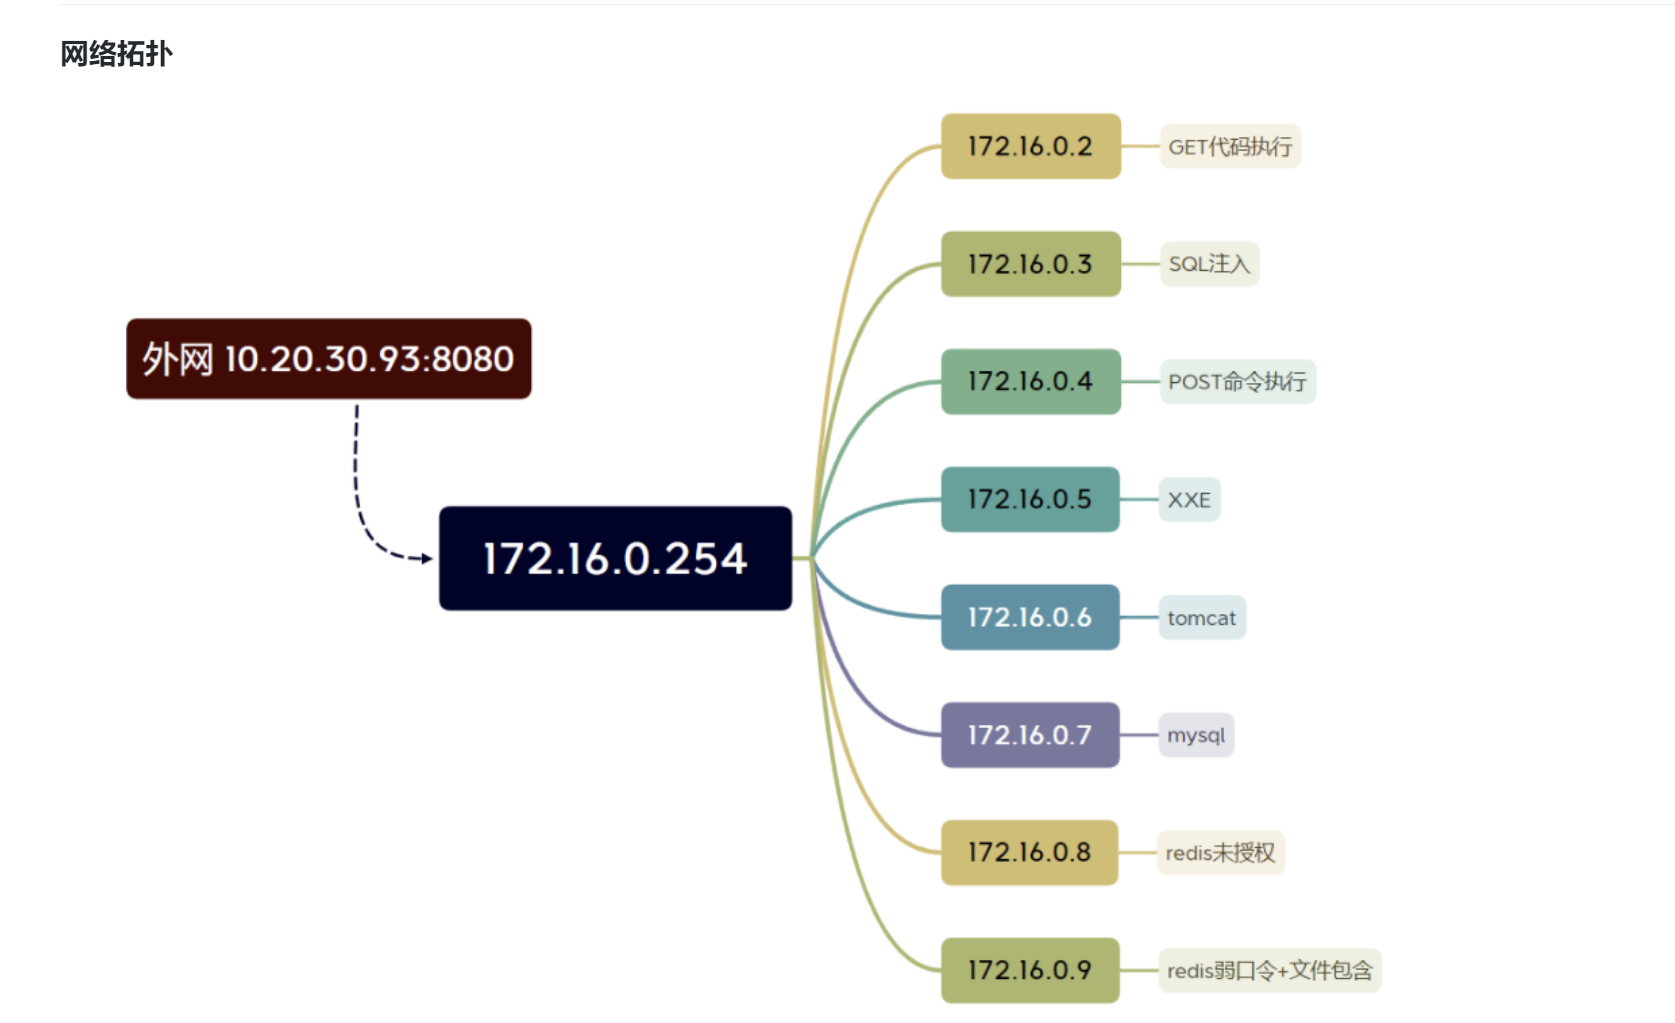 网络拓扑
172.16.0.2
GET代码执行
172.16.0.3
SQL注入
外网 10.20.30.93:8080
172.16.0.4
POST命令执行
172.16.0.5
XXE
172.16.0.254
172.16.0.6
tomcat
172.16.0.7
mysql
172.16.0.8
redis未授权
172.16.0.9
redis弱口令+文件包含